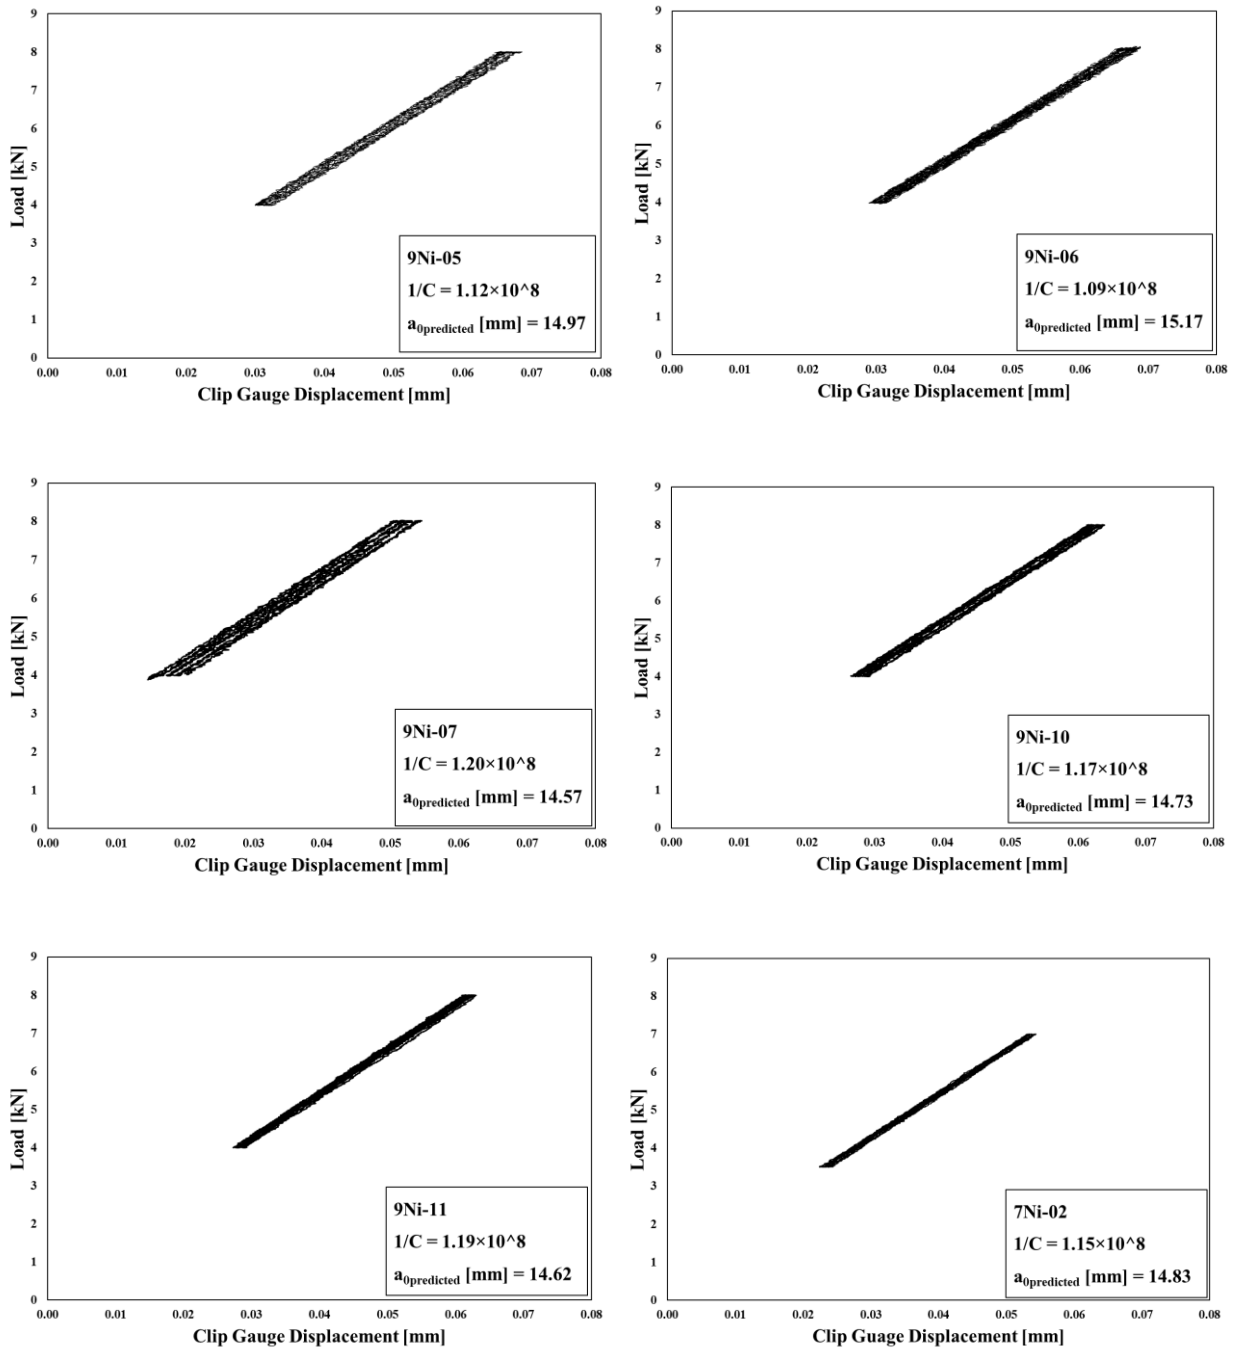 9
8
7
6
5
4
3
2
1
0
Load [kN]
9Ni-05
1/C = 1.12×10^8
a0predicted [mm] = 14.97
0.00 0.01 0.02 0.03 0.04 0.05 0.06 0.07 0.08
Clip Gauge Displacement [mm]
9
8
7
6
5
4
3
2
1
0
Load [kN]
9Ni-06
1/C = 1.09×10^8
a0predicted [mm] = 15.17
0.00 0.01 0.02 0.03 0.04 0.05 0.06 0.07 0.08
Clip Gauge Displacement [mm]
9
8
7
6
5
4
3
2
1
0
Load [kN]
9Ni-07
1/C = 1.20×10^8
a0predicted [mm] = 14.57
0.00 0.01 0.02 0.03 0.04 0.05 0.06 0.07 0.08
Clip Gauge Displacement [mm]
9
8
7
6
5
4
3
2
1
0
Load [kN]
9Ni-10
1/C = 1.17×10^8
a0predicted [mm] = 14.73
0.00 0.01 0.02 0.03 0.04 0.05 0.06 0.07 0.08
Clip Gauge Displacement [mm]
9
8
7
6
5
4
3
2
1
0
Load [kN]
9Ni-11
1/C = 1.19×10^8
a0predicted [mm] = 14.62
0.00 0.01 0.02 0.03 0.04 0.05 0.06 0.07 0.08
Clip Gauge Displacement [mm]
9
8
7
6
5
4
3
2
1
0
Load [kN]
7Ni-02
1/C = 1.15×10^8
a0predicted [mm] = 14.83
0.00 0.01 0.02 0.03 0.04 0.05 0.06 0.07 0.08
Clip Guage Displacement [mm]